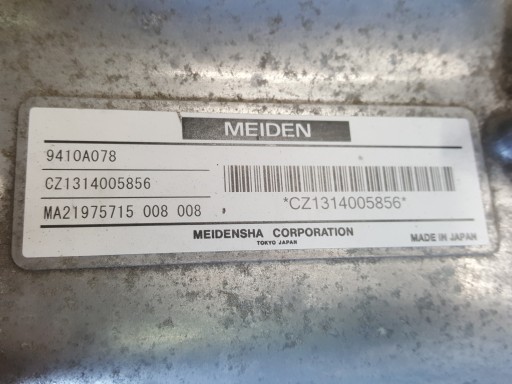 MEIDEN
9410A078
CZ1314005856
MA21975715 008 008
*CZ1314005856*
MEIDENSHA CORPORATION
TOKYO JAPAN
MADE IN JAPAN